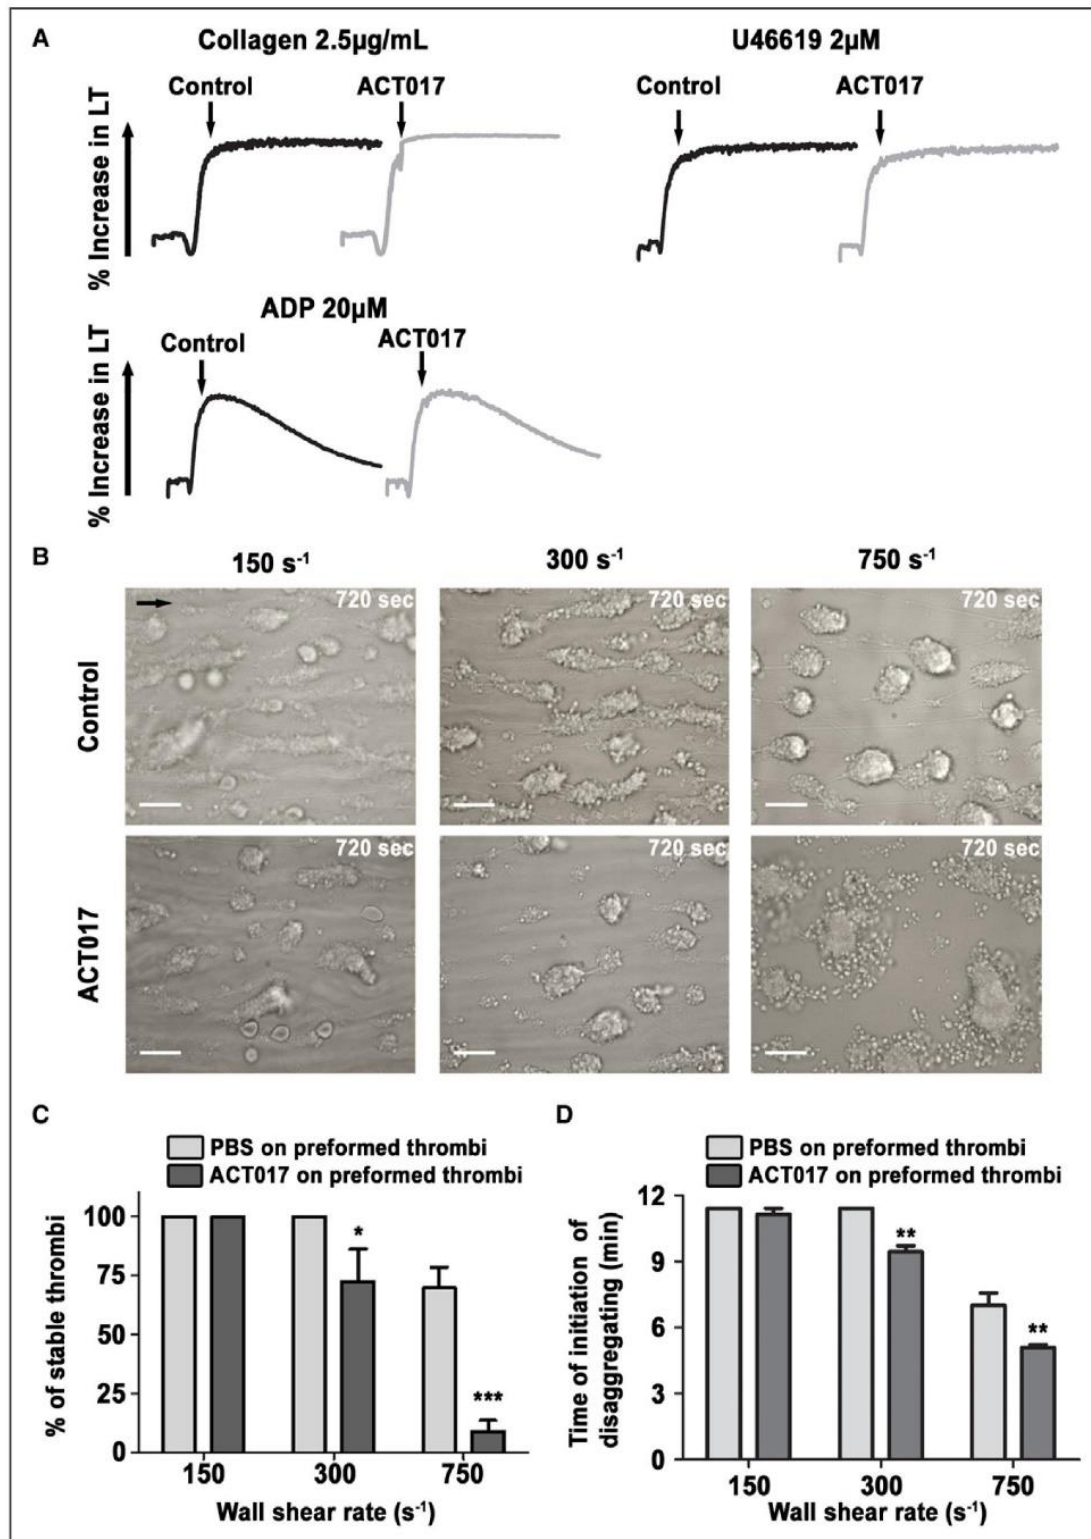 A
Collagen 2.5µg/mL
U46619 2µM
Control
ACT017
Control
ACT017
% Increase in LT
ADP 20µM
Control
ACT017
% Increase in LT
B
150 s-1
300 s-1
750 s-1
Control
720 sec
720 sec
720 sec
ACT017
720 sec
720 sec
720 sec
C
PBS on preformed thrombi
ACT017 on preformed thrombi
% of stable thrombi
100
75
50
25
0
*
***
150
300
750
Wall shear rate (s-1)
D
PBS on preformed thrombi
ACT017 on preformed thrombi
Time of initiation of
disaggregating (min)
12
9
6
3
0
**
**
150
300
750
Wall shear rate (s-1)